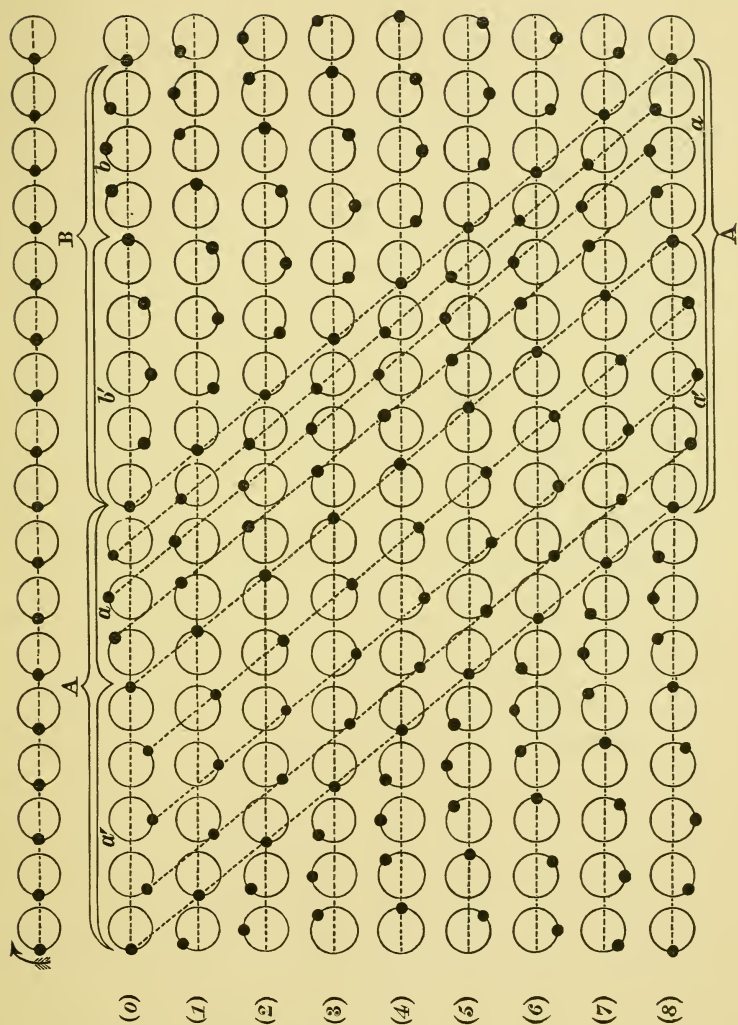 A B
a′ a b′ b
(0)
(1)
(2)
(3)
(4)
(5)
(6)
(7)
(8)
a′ a
A